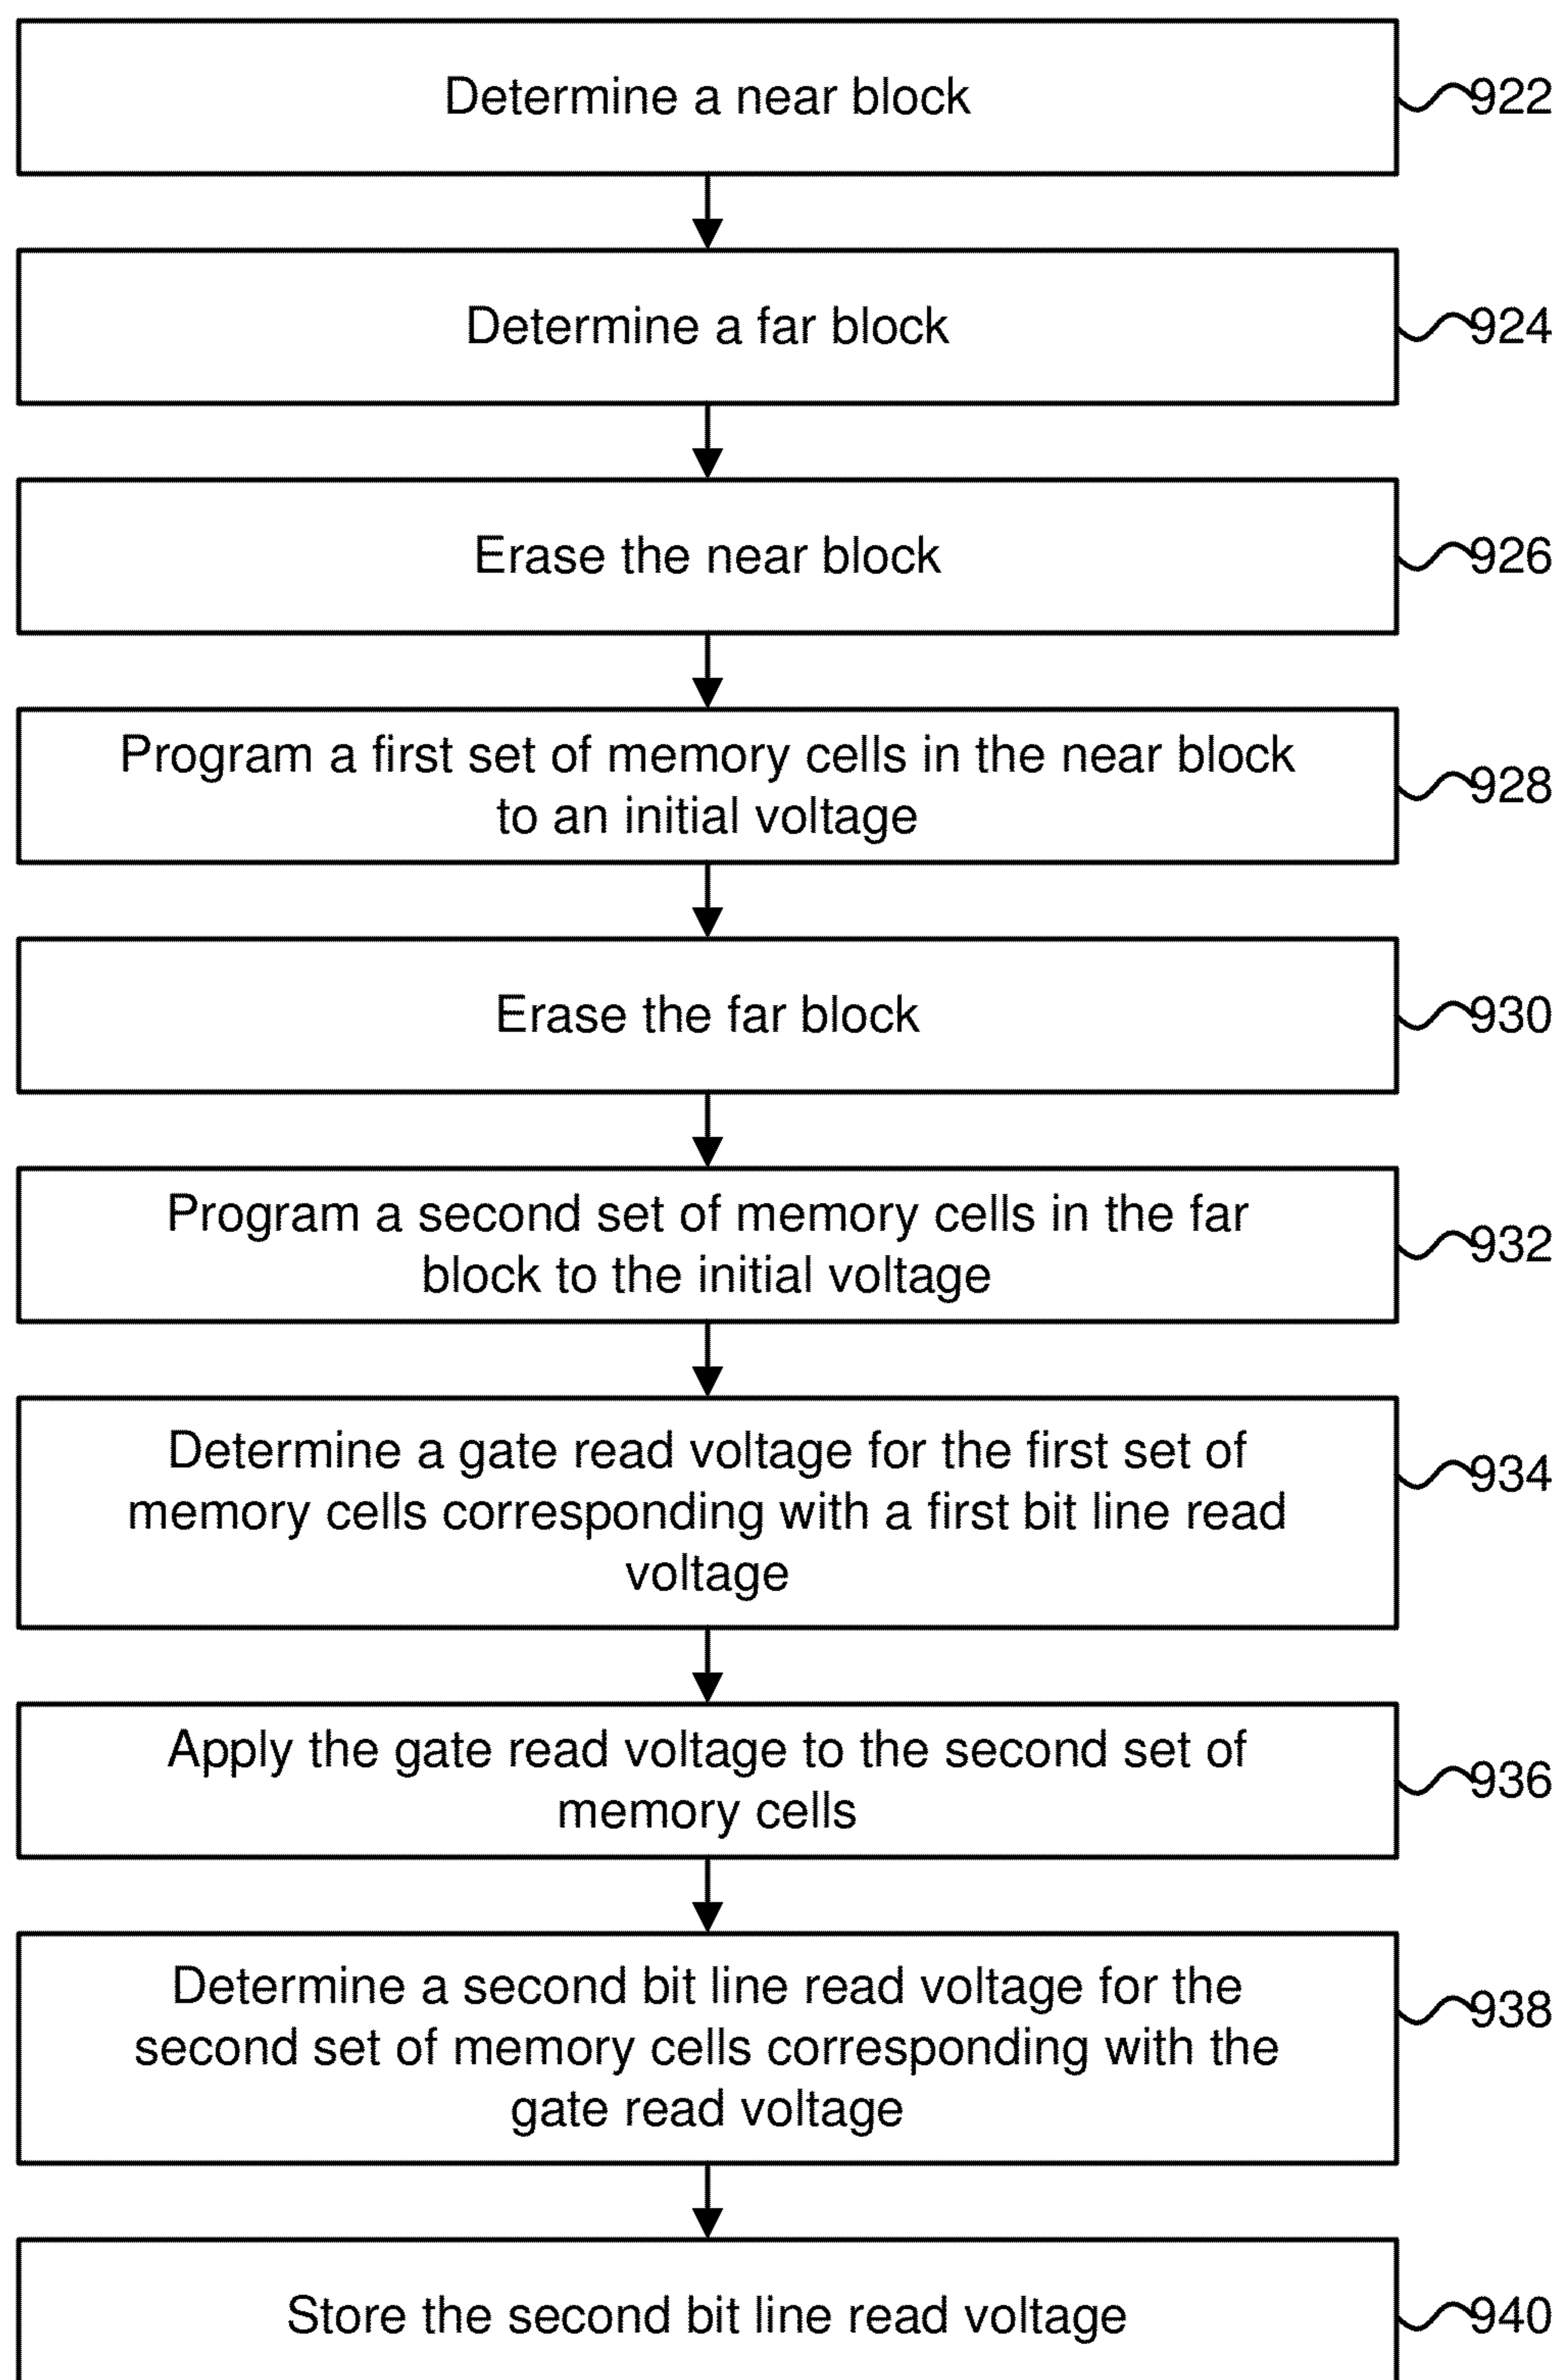 Determine a near block
922
Determine a far block
924
Erase the near block
926
Program a first set of memory cells in the near block
to an initial voltage
928
Erase the far block
930
Program a second set of memory cells in the far
block to the initial voltage
932
Determine a gate read voltage for the first set of
memory cells corresponding with a first bit line read
voltage
934
Apply the gate read voltage to the second set of
memory cells
936
Determine a second bit line read voltage for the
second set of memory cells corresponding with the
gate read voltage
938
Store the second bit line read voltage
940